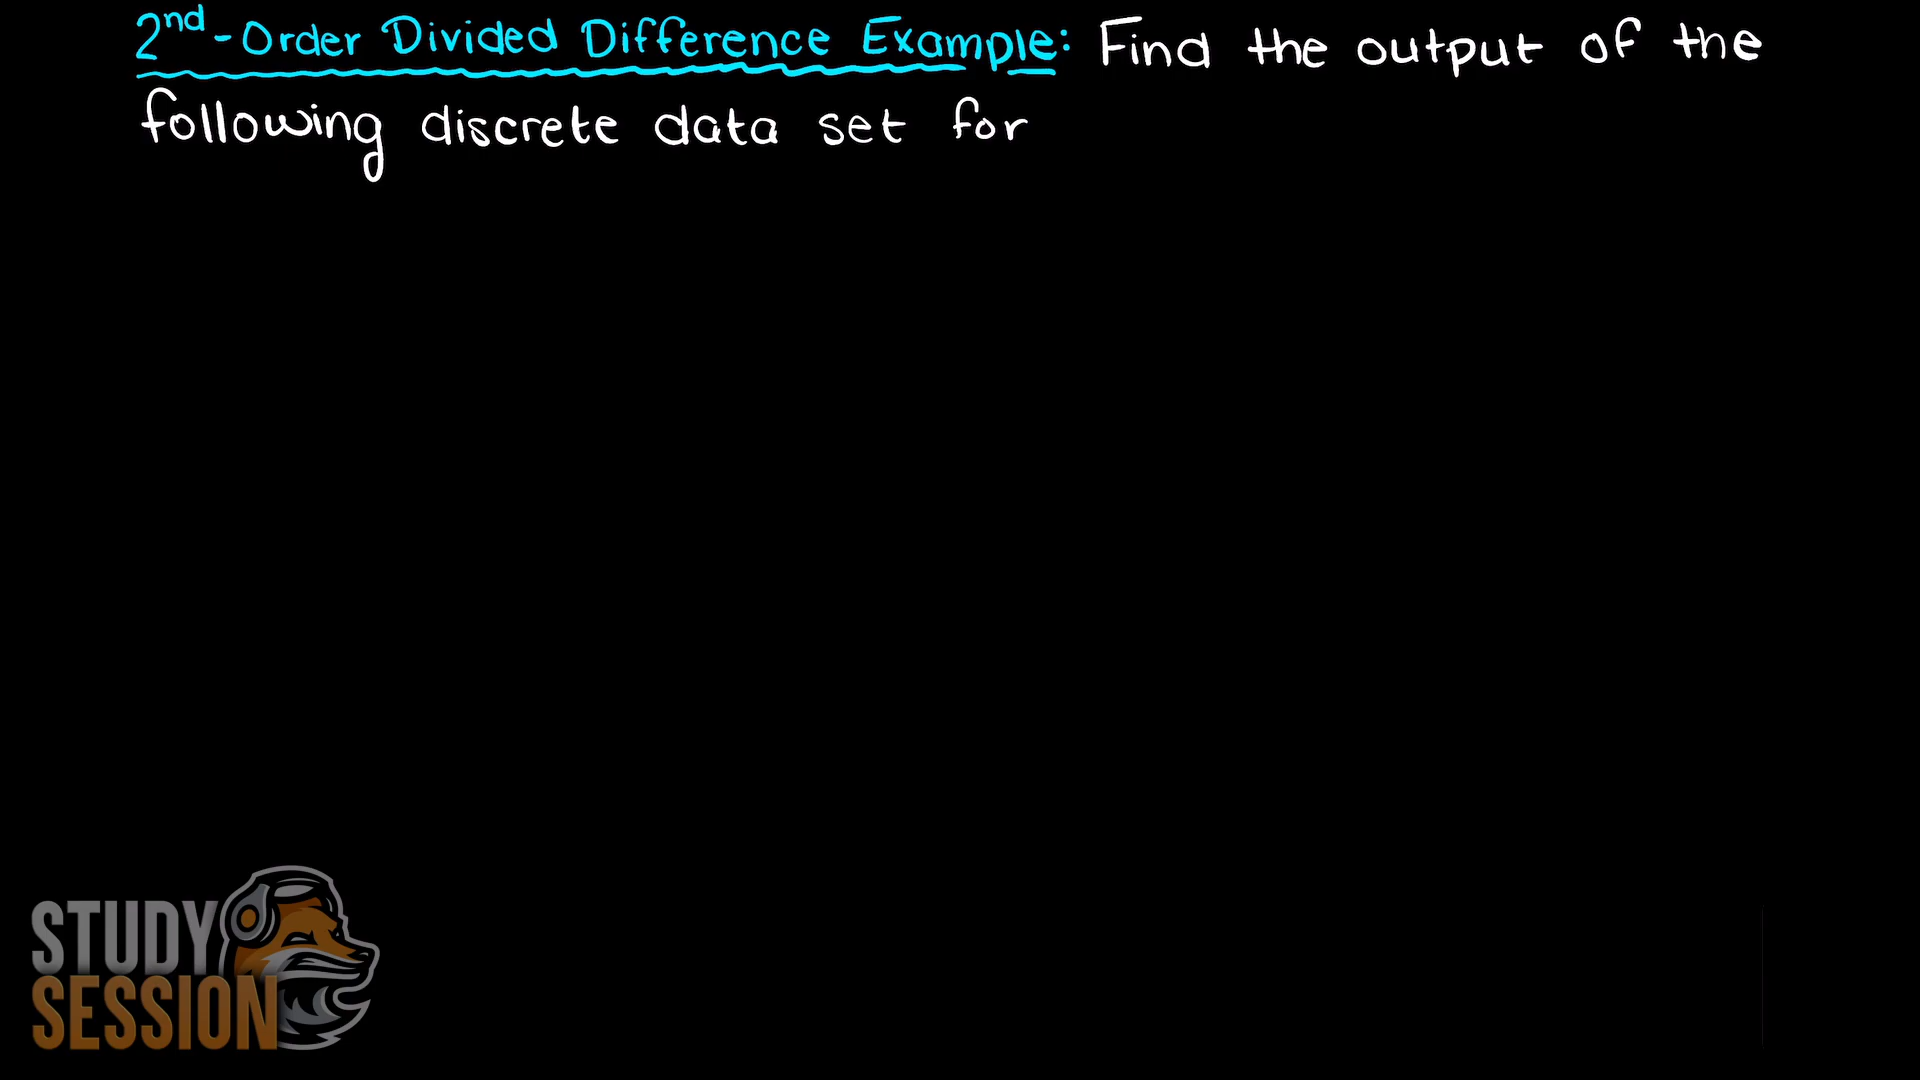 2nd-Order Divided Difference Example: Find the output of the
following discrete data set for
STUDY
SESSION